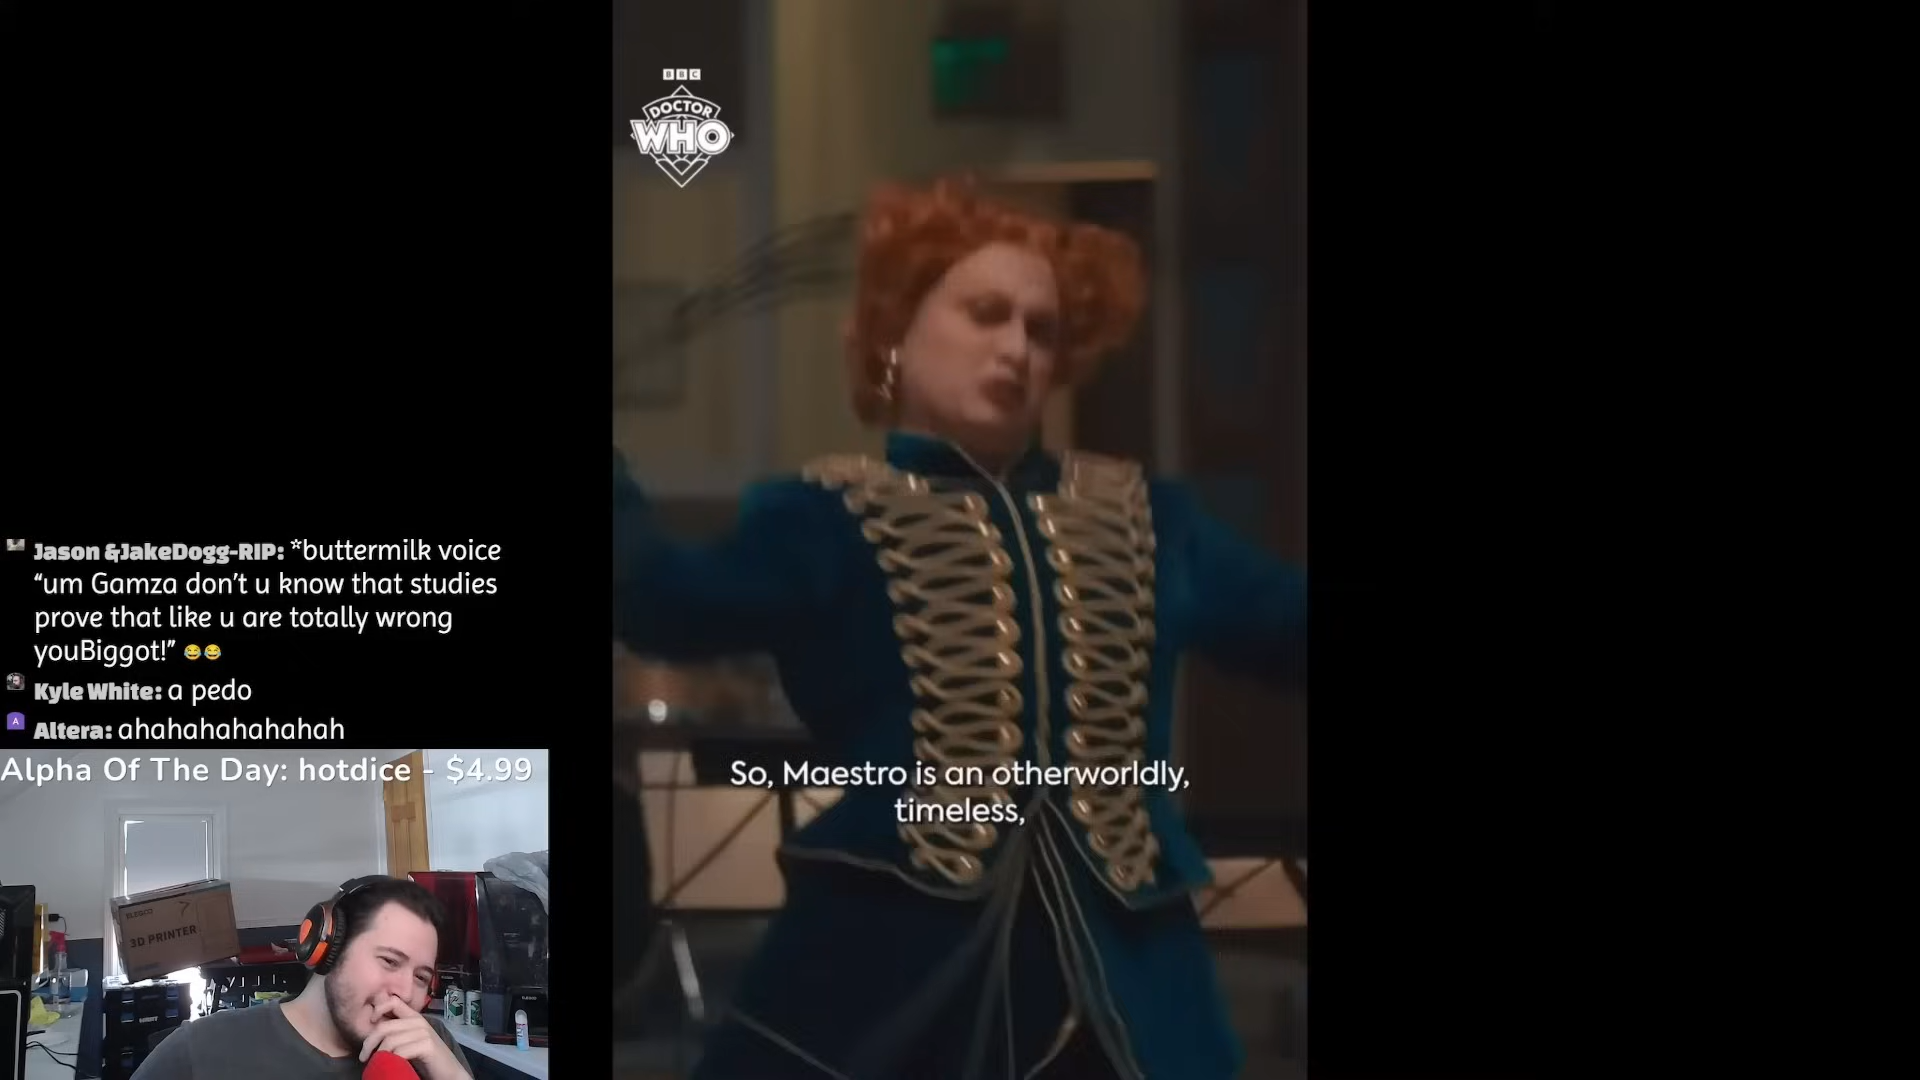 BBC
DOCTOR
WHO
Jason &JakeDogg-RIP: *buttermilk voice
“um Gamza don’t u know that studies
prove that like u are totally wrong
youBiggot!” 😂😂
Kyle White: a pedo
A
Altera: ahahahahahahah
Alpha Of The Day: hotdice - $4.99
So, Maestro is an otherworldly,
timeless,
ELEGOO
3D PRINTER